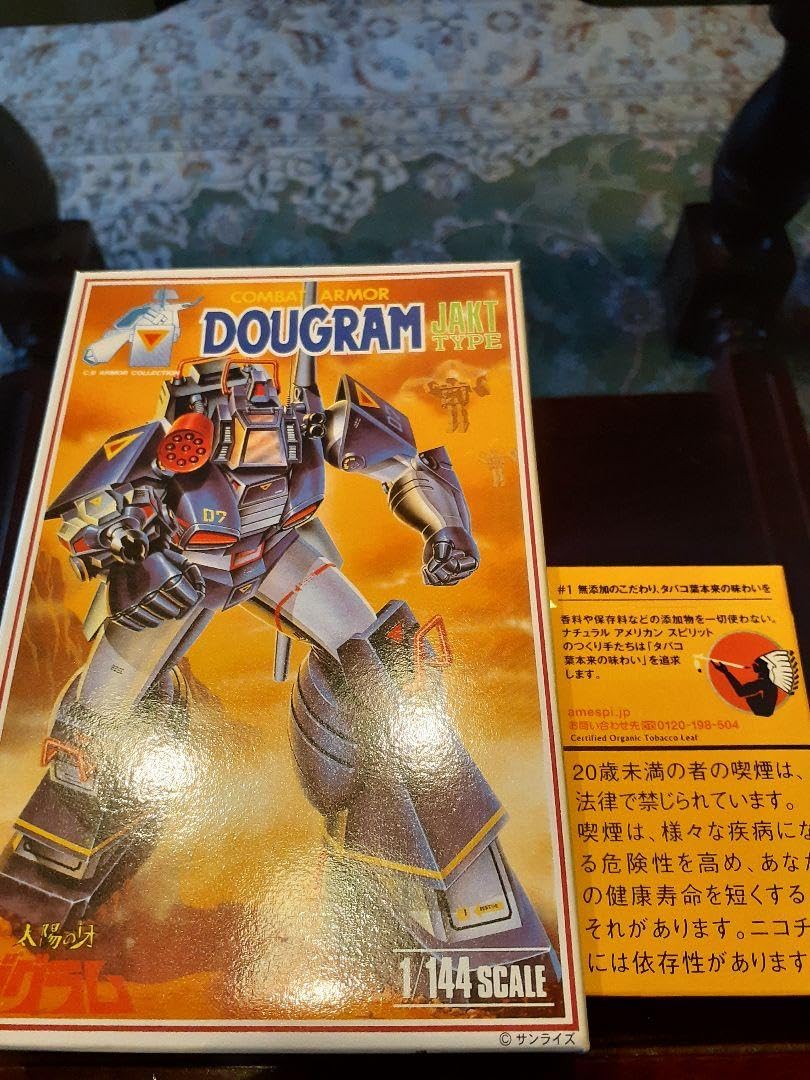 COMBAT ARMOR
DOUGRAM
JAKT
TYPE
C.B ARMOR COLLECTION
D7
太陽の牙
ダグラム
1/144 SCALE
© サンライズ
#1 無添加のこだわり、タバコ葉本来の味わいを
香料や保存料などの添加物を一切使わない。
ナチュラル アメリカン スピリット
のつくり手たちは「タバコ
葉本来の味わい」を追求
します。
amespi.jp
お問い合わせ先 0120-198-504
Certified Organic Tobacco Leaf
20歳未満の者の喫煙は、
法律で禁じられています。
喫煙は、様々な疾病にな
る危険性を高め、あなた
の健康寿命を短くする
それがあります。ニコチ
には依存性があります